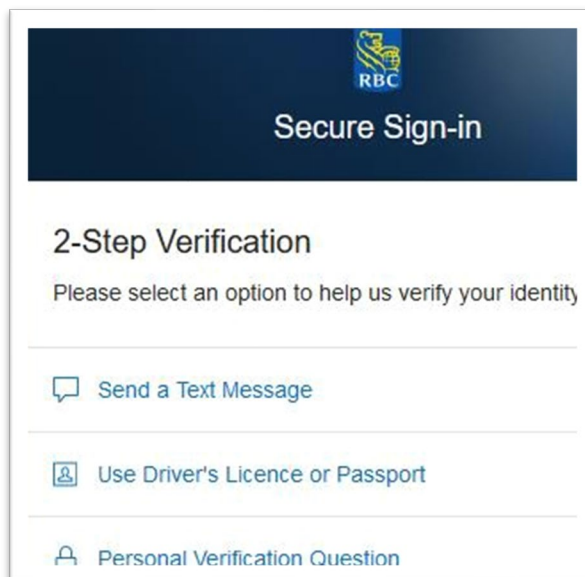 RBC
Secure Sign-in
2-Step Verification
Please select an option to help us verify your identity
Send a Text Message
Use Driver's Licence or Passport
Personal Verification Question